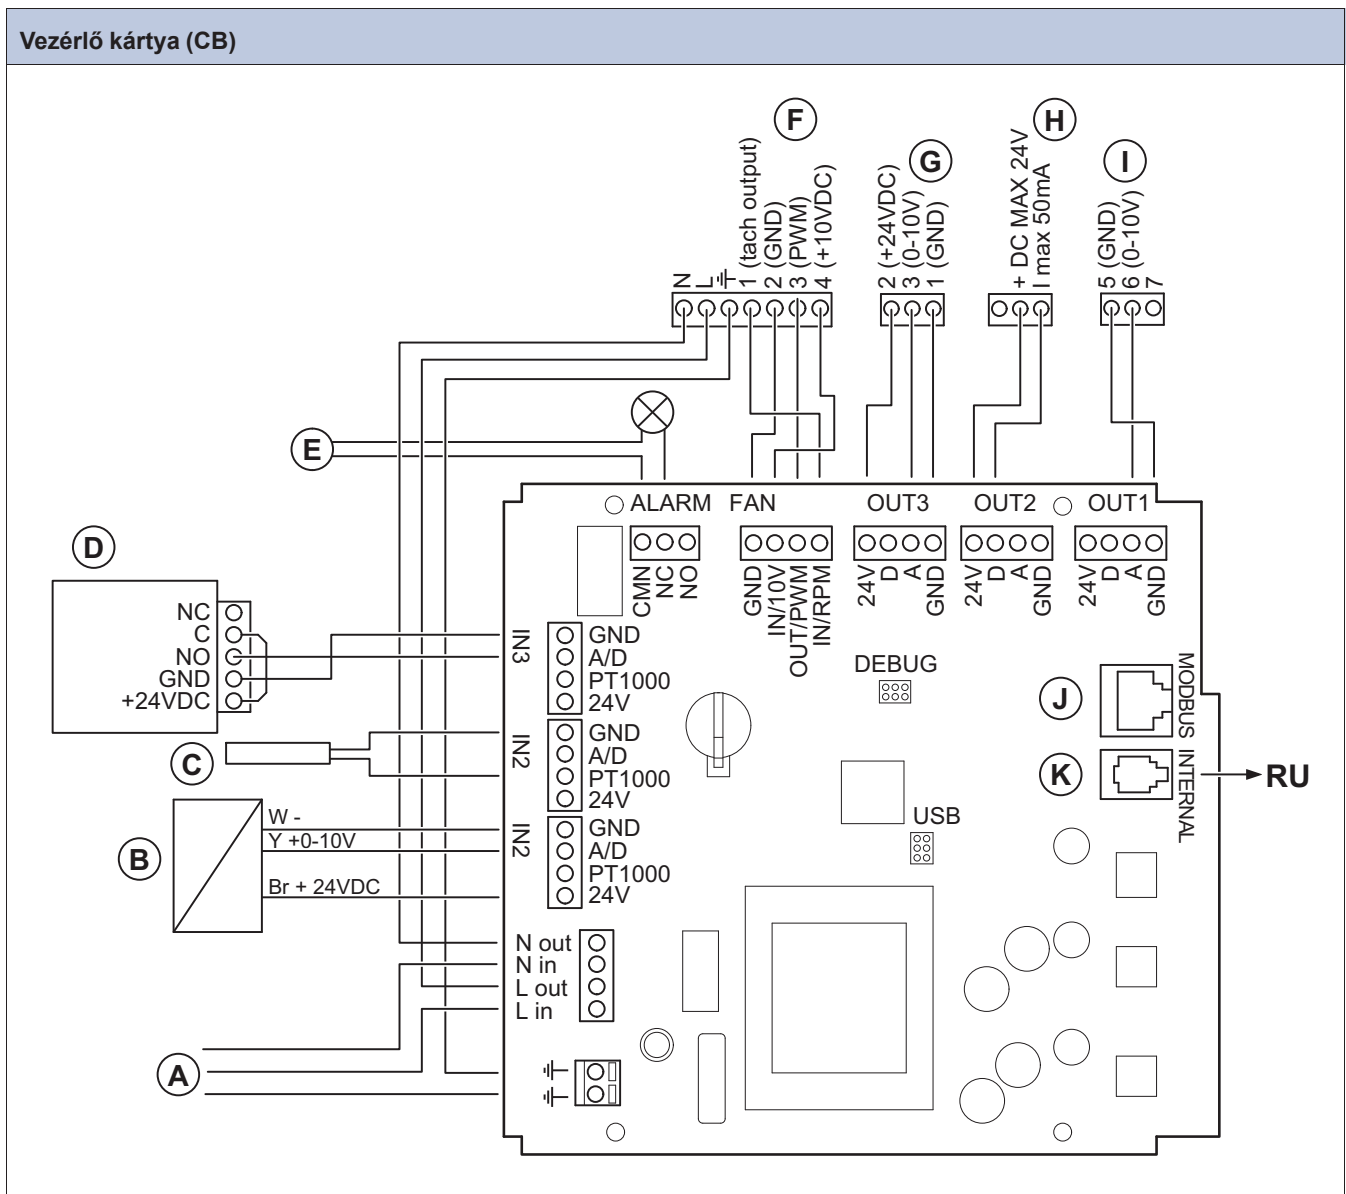 Vezérlő kártya (CB)
F
H
G
I
N
L
1 (tach output)
2 (GND)
3 (PWM)
4 (+10VDC)
2 (+24VDC)
3 (0-10V)
1 (GND)
+ DC MAX 24V
I max 50mA
5 (GND)
6 (0-10V)
7
E
ALARM
FAN
OUT3
OUT2
OUT1
CMN
NC
NO
GND
IN/10V
OUT/PWM
IN/RPM
24V
D
A
GND
24V
D
A
GND
24V
D
A
GND
D
NC
C
NO
GND
+24VDC
IN3
GND
A/D
PT1000
24V
DEBUG
J
MODBUS
C
IN2
GND
A/D
PT1000
24V
K
INTERNAL
RU
B
W -
Y +0-10V
Br + 24VDC
IN2
GND
A/D
PT1000
24V
USB
N out
N in
L out
L in
A